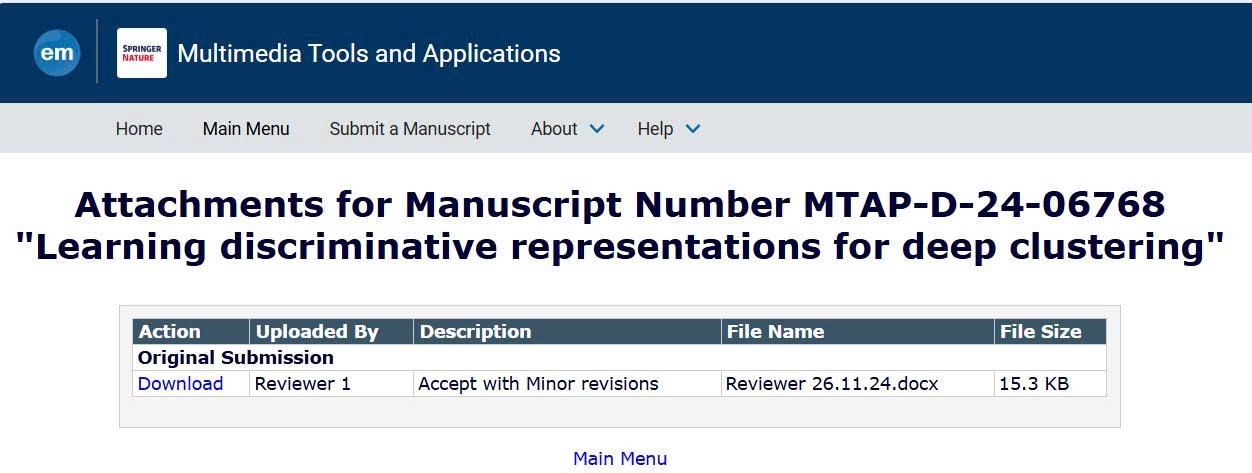 em SPRINGER NATURE Multimedia Tools and Applications
Home Main Menu Submit a Manuscript About Help
Attachments for Manuscript Number MTAP-D-24-06768
"Learning discriminative representations for deep clustering"
Action Uploaded By Description File Name File Size
Original Submission
Download Reviewer 1 Accept with Minor revisions Reviewer 26.11.24.docx 15.3 KB
Main Menu